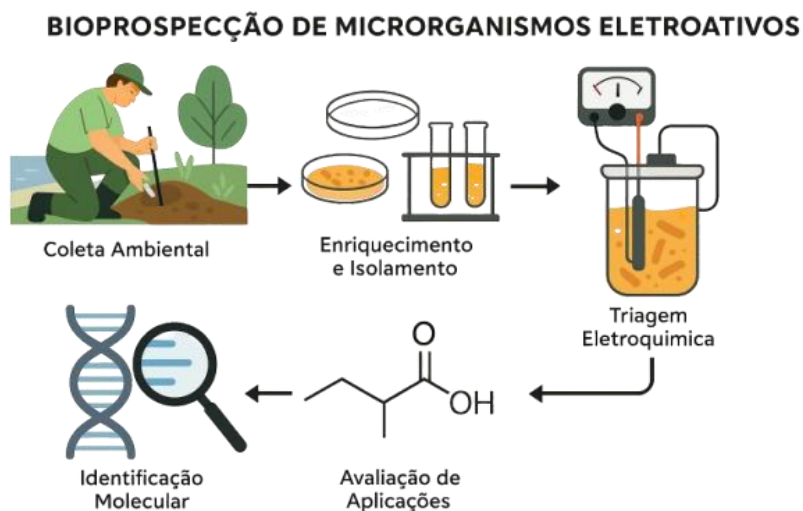 BIOPROSPECÇÃO DE MICRORGANISMOS ELETROATIVOS
Coleta Ambiental
Enriquecimento
e Isolamento
Triagem
Eletroquimica
O
OH
Avaliação de
Aplicações
Identificação
Molecular